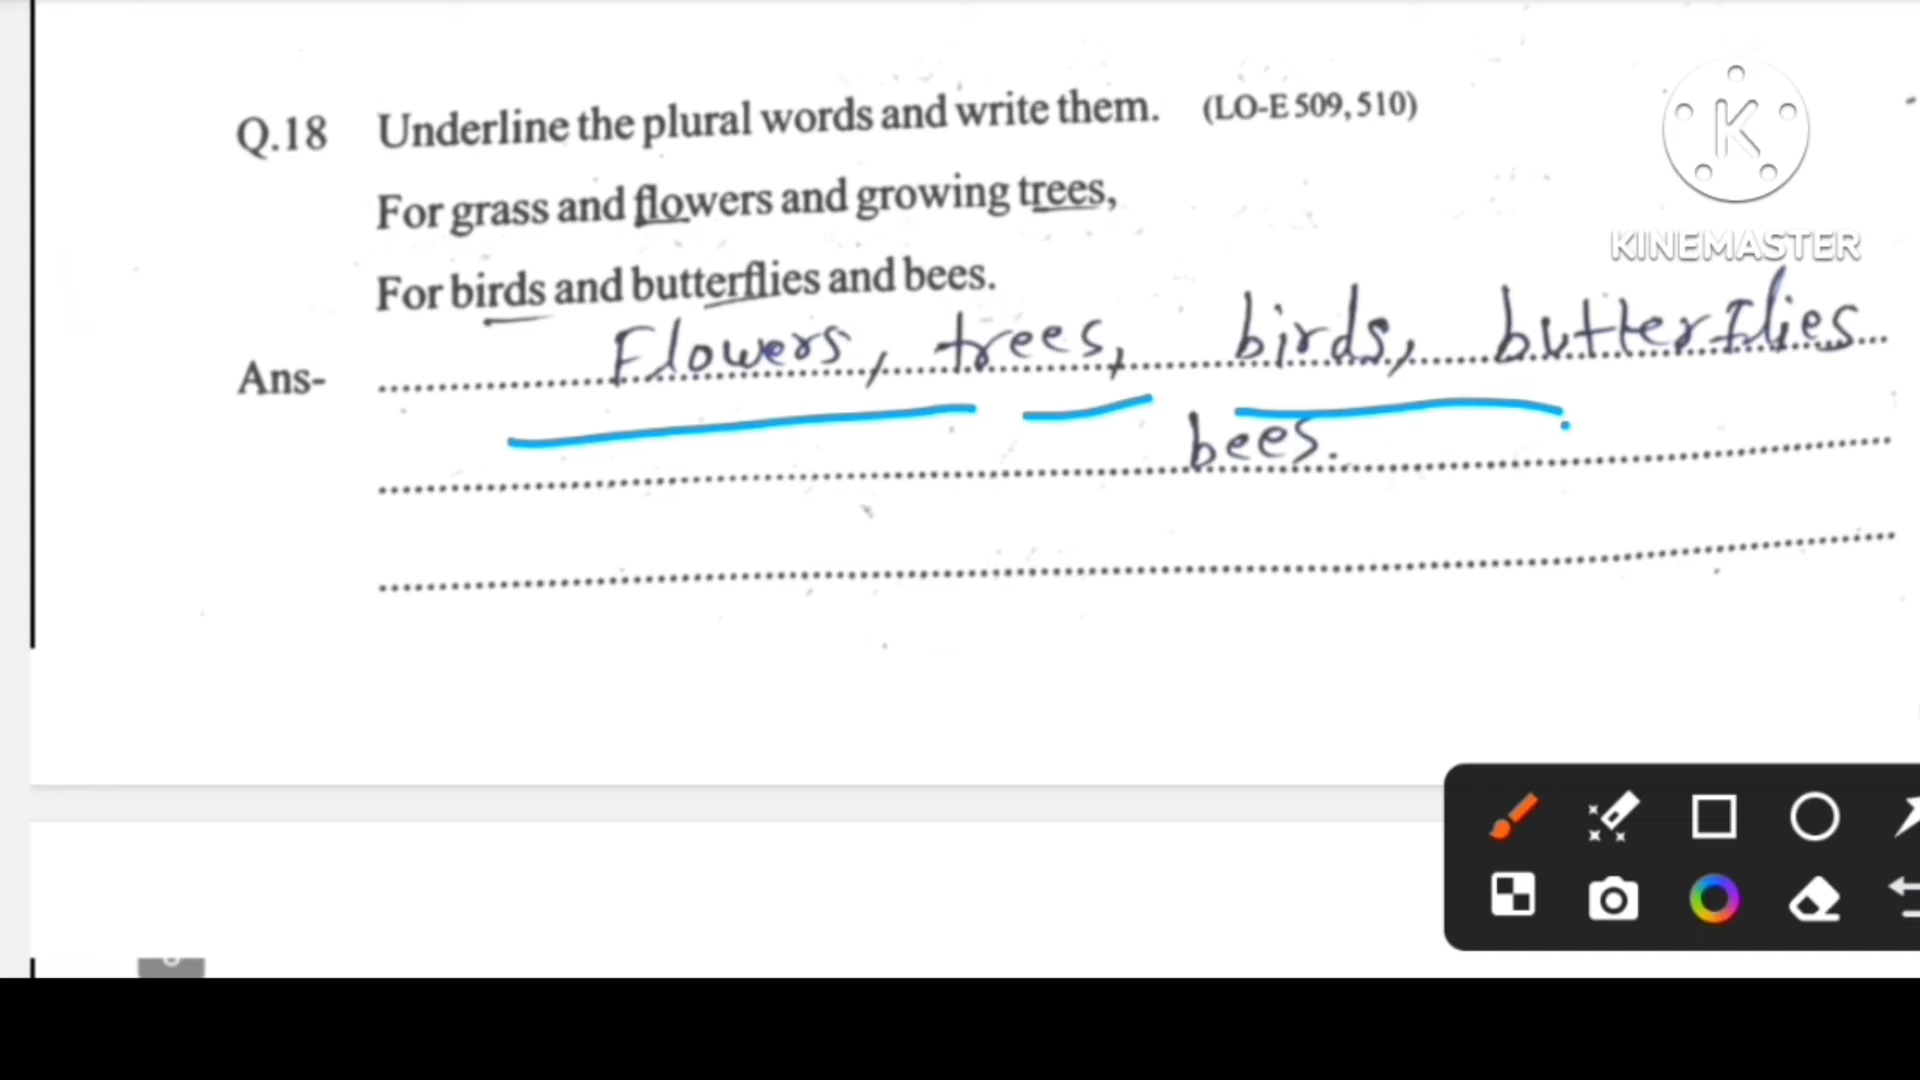 Q.18 Underline the plural words and write them. (LO-E 509, 510)
For grass and flowers and growing trees,
For birds and butterflies and bees.
Ans- Flowers, trees, birds, butterflies
bees.
K
KINEMASTER